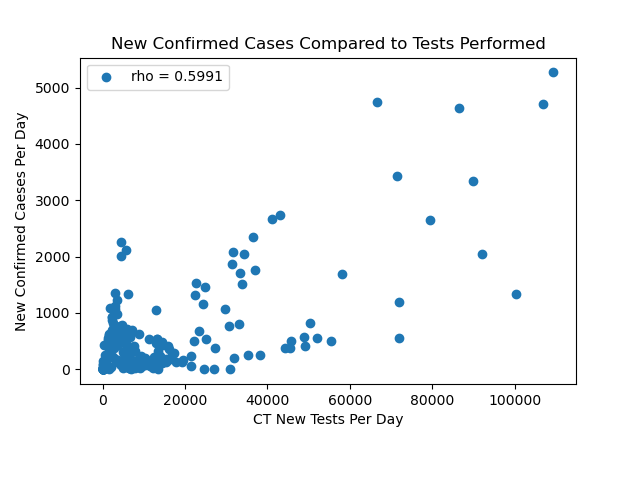 New Confirmed Cases Compared to Tests Performed
rho = 0.5991
New Confirmed Caeses Per Day
5000
4000
3000
2000
1000
0
0 20000 40000 60000 80000 100000
CT New Tests Per Day